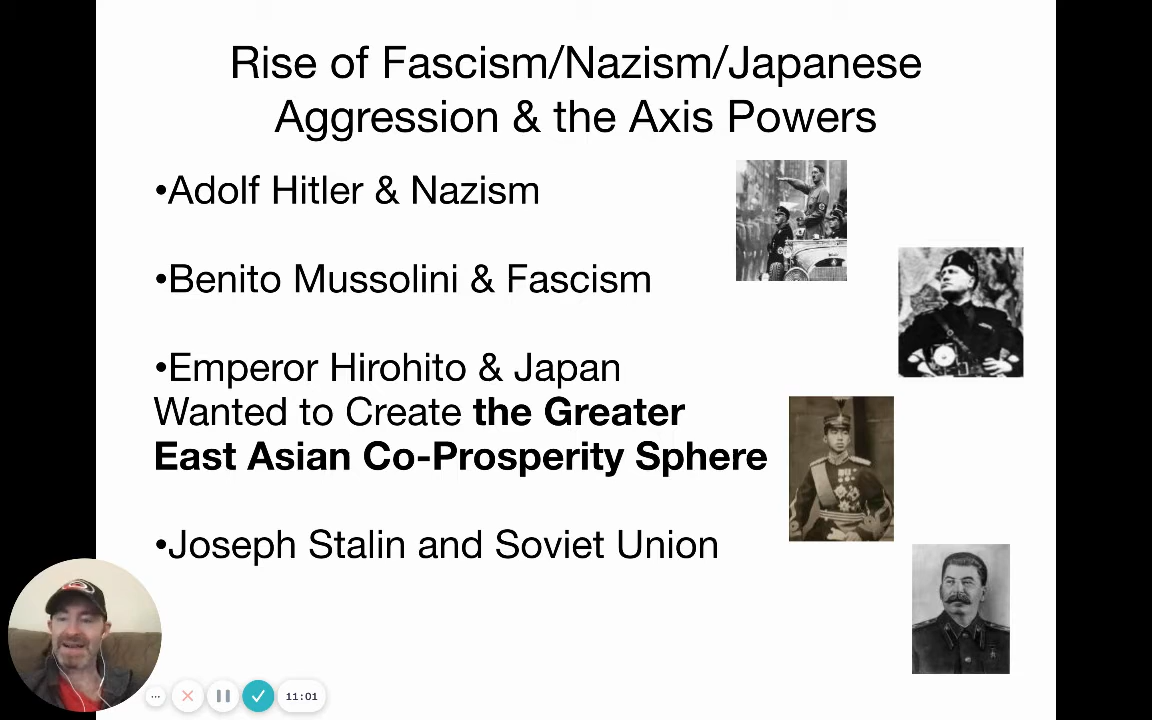 Rise of Fascism/Nazism/Japanese
Aggression & the Axis Powers
•Adolf Hitler & Nazism
•Benito Mussolini & Fascism
•Emperor Hirohito & Japan
Wanted to Create the Greater
East Asian Co-Prosperity Sphere
•Joseph Stalin and Soviet Union
11:01